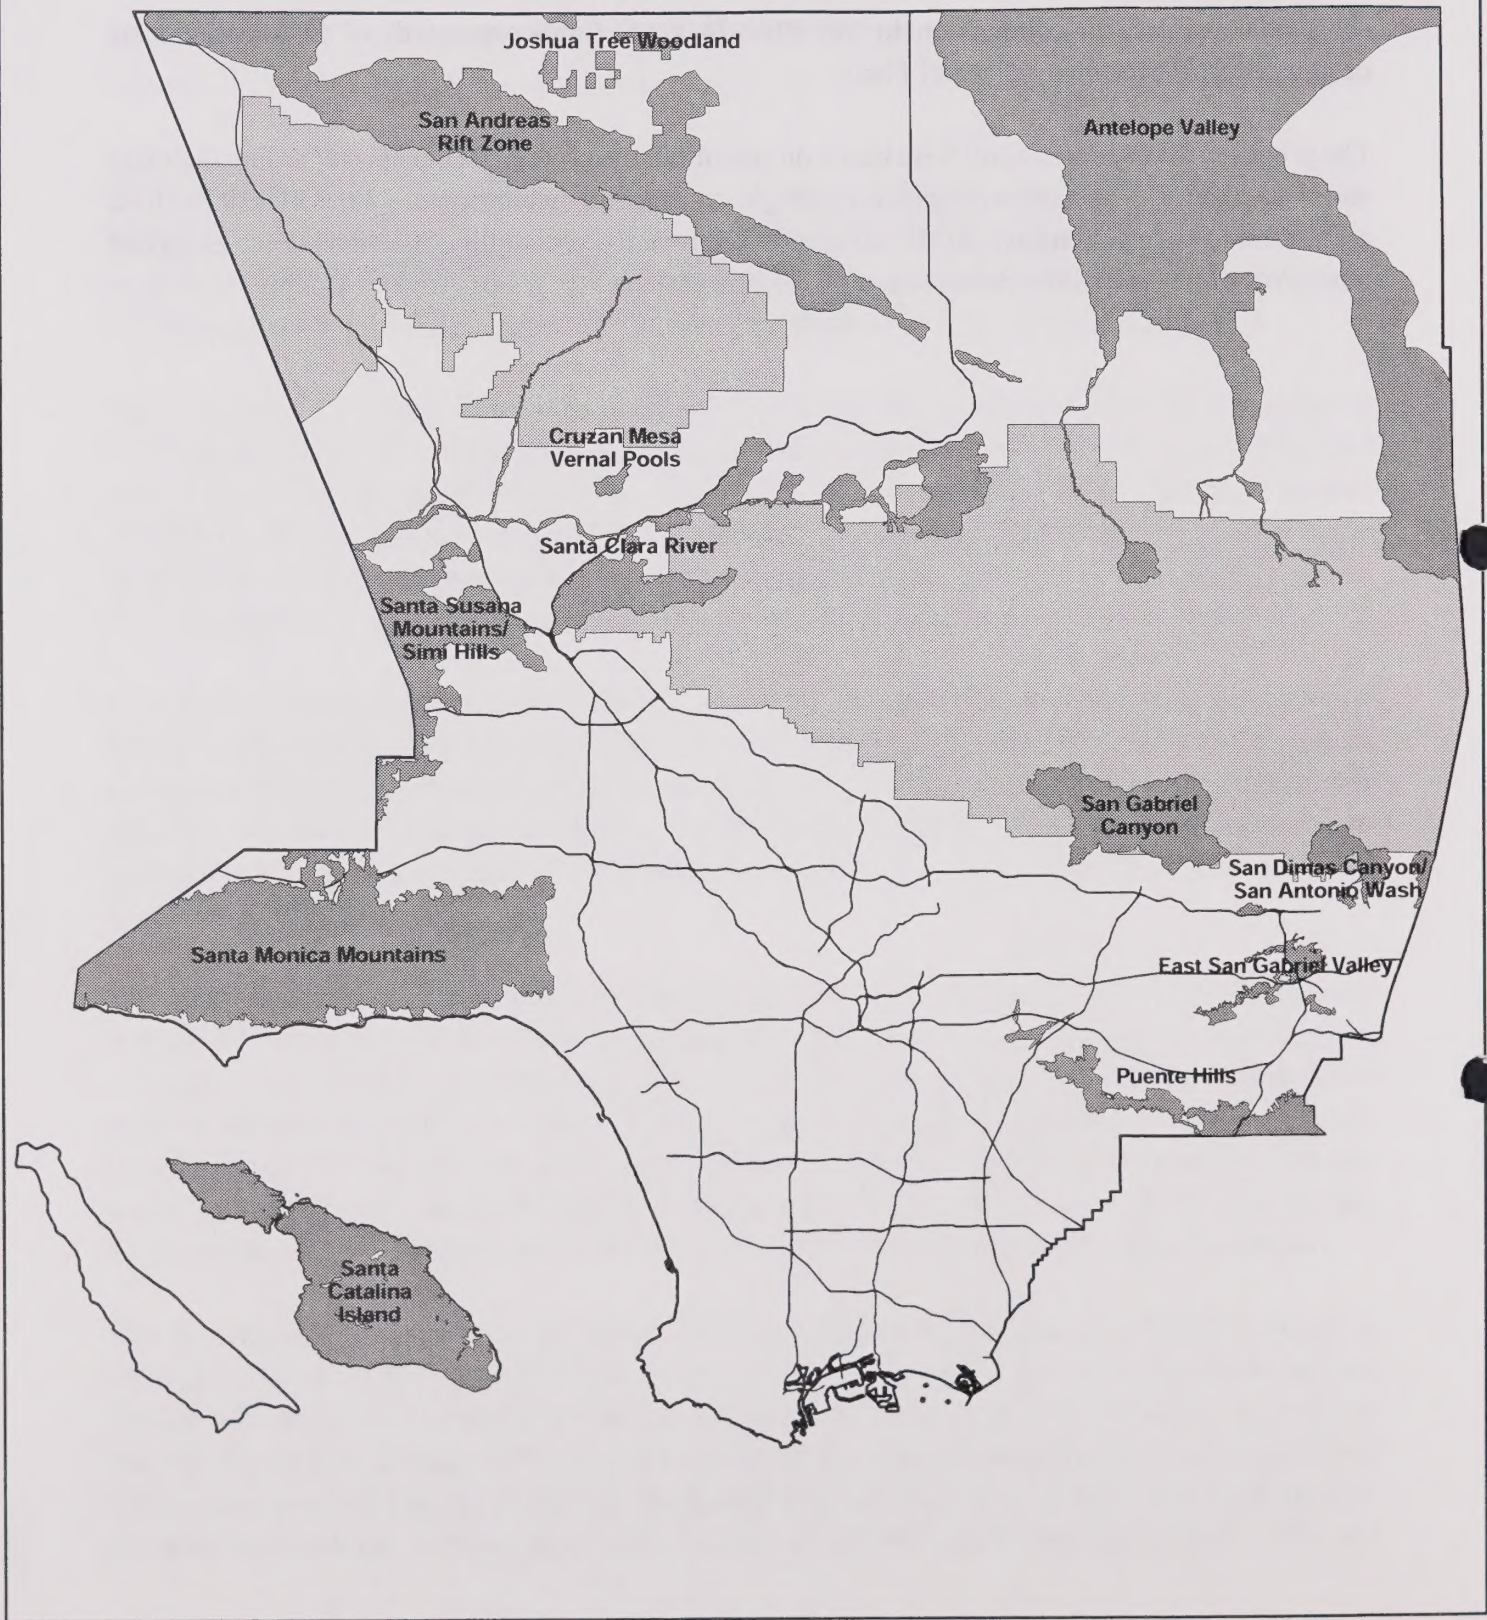 Joshua Tree Woodland
San Andreas
Rift Zone
Antelope Valley
Cruzan Mesa
Vernal Pools
Santa Clara River
Santa Susana
Mountains/
Simi Hills
San Gabriel
Canyon
San Dimas Canyon/
San Antonio Wash
Santa Monica Mountains
East San Gabriel Valley
Puente Hills
Santa
Catalina
Island